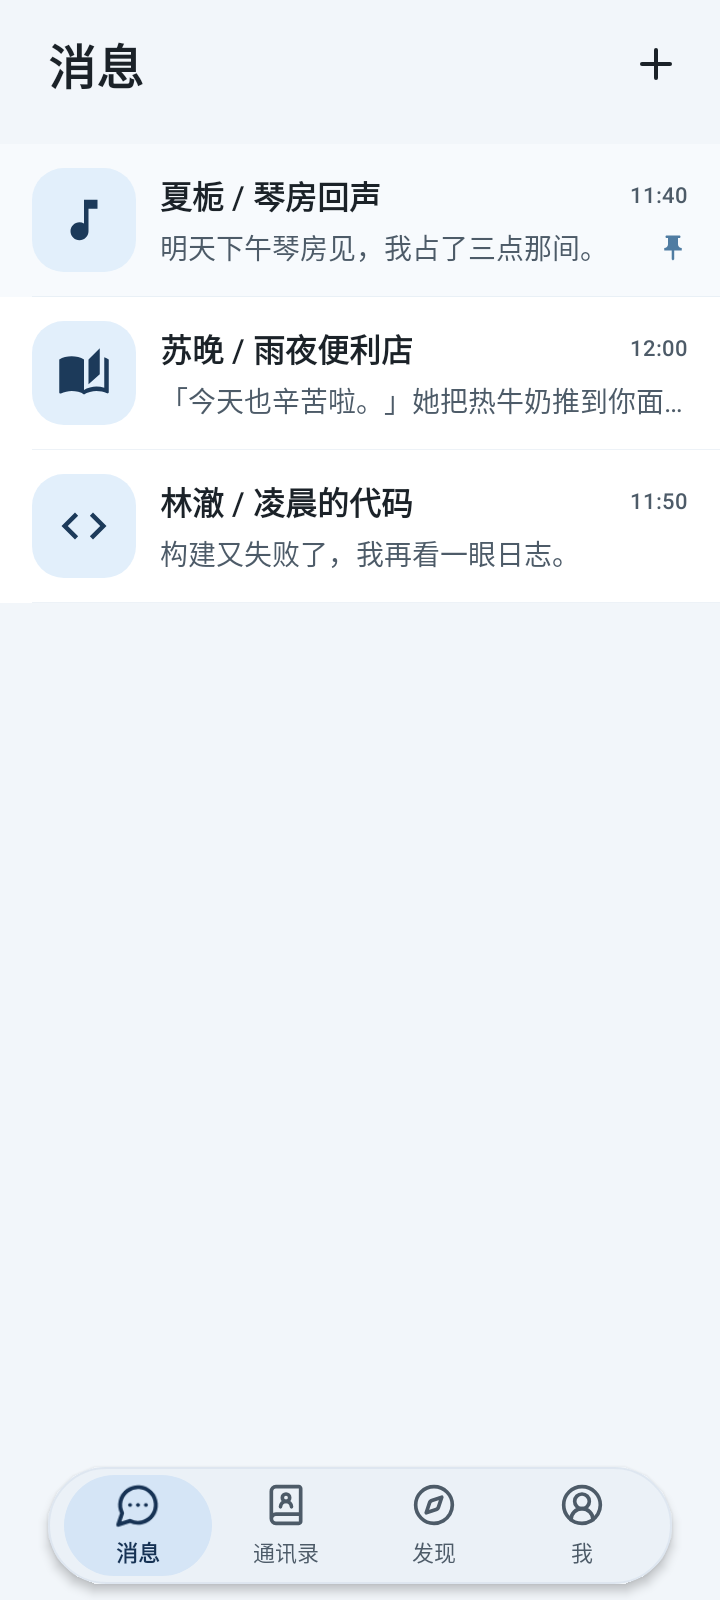 消息
夏栀 / 琴房回声
11:40
明天下午琴房见，我占了三点那间。
苏晚 / 雨夜便利店
12:00
「今天也辛苦啦。」她把热牛奶推到你面...
林澈 / 凌晨的代码
11:50
构建又失败了，我再看一眼日志。
消息
通讯录
发现
我